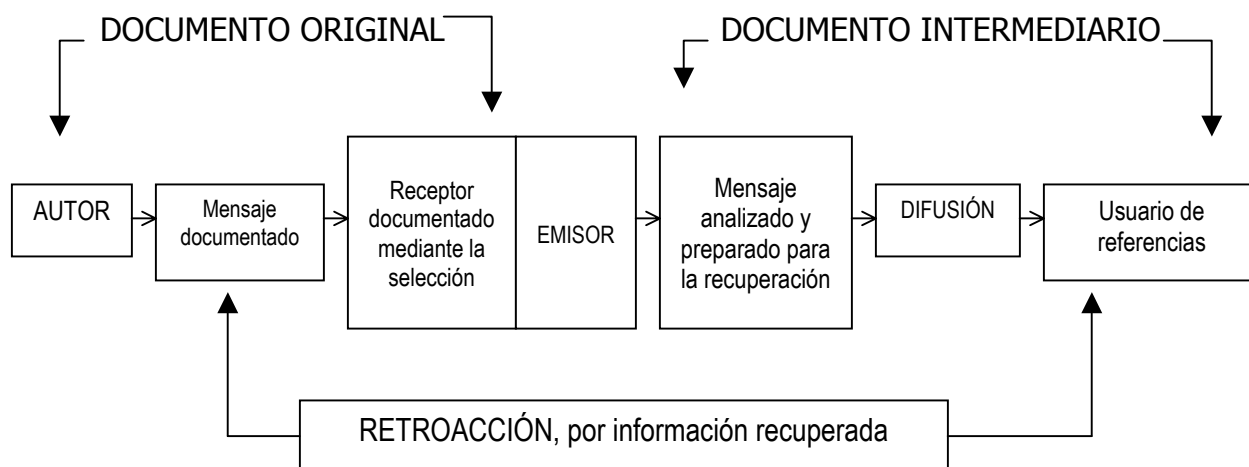 DOCUMENTO ORIGINAL
DOCUMENTO INTERMEDIARIO
AUTOR
Mensaje
documentado
Receptor
documentado
mediante la
selección
EMISOR
Mensaje
analizado y
preparado para
la recuperación
DIFUSIÓN
Usuario de
referencias
RETROACCIÓN, por información recuperada